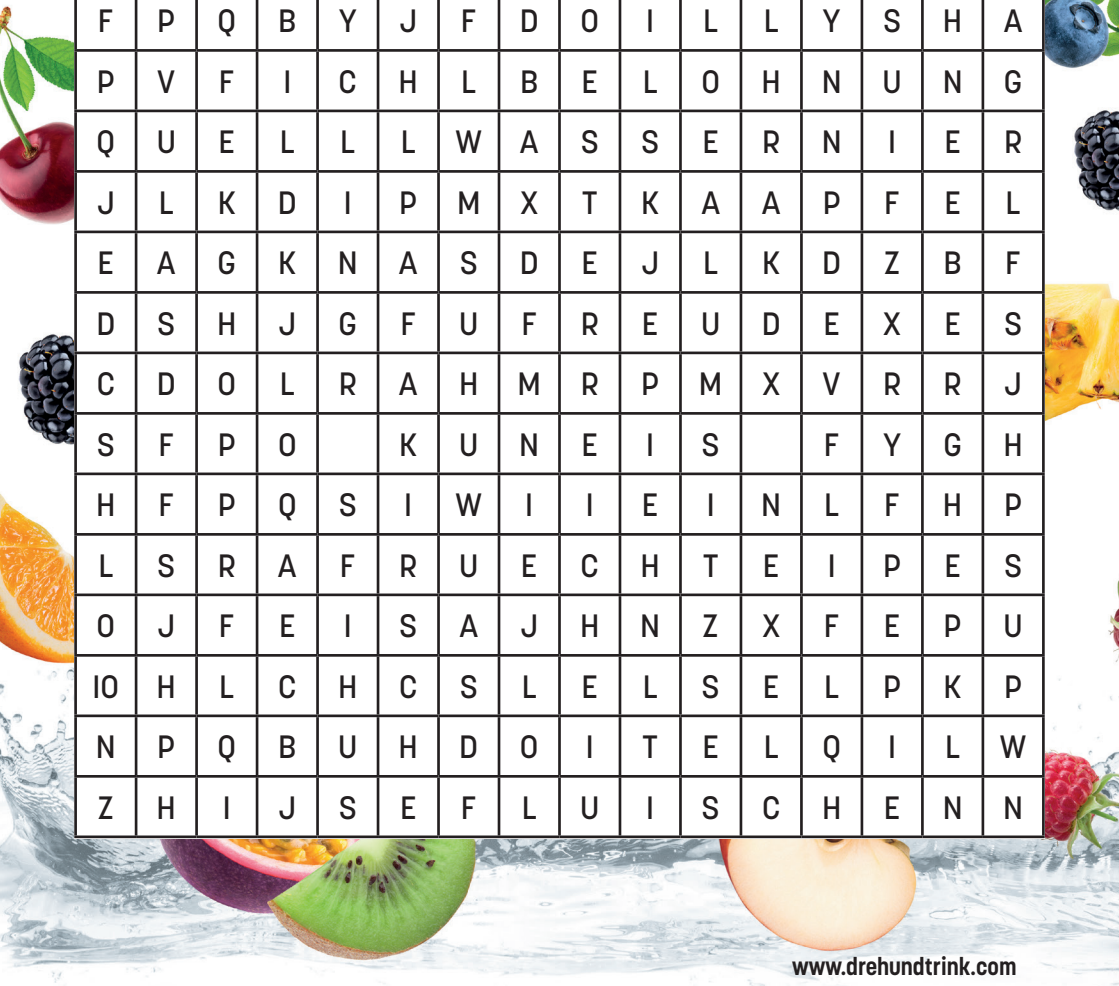 F P Q B Y J F D O I L L Y S H A
P V F I C H L B E L O H N U N G
Q U E L L L W A S S E R N I E R
J L K D I P M X T K A A P F E L
E A G K N A S D E J L K D Z B F
D S H J G F U F R E U D E X E S
C D O L R A H M R P M X V R R J
S F P O K U N E I S F Y G H
H F P Q S I W I I E I N L F H P
L S R A F R U E C H T E I P E S
O J F E I S A J H N Z X F E P U
IO H L C H C S L E L S E L P K P
N P Q B U H D O I T E L Q I L W
Z H I J S E F L U I S C H E N N
www.drehundtrink.com